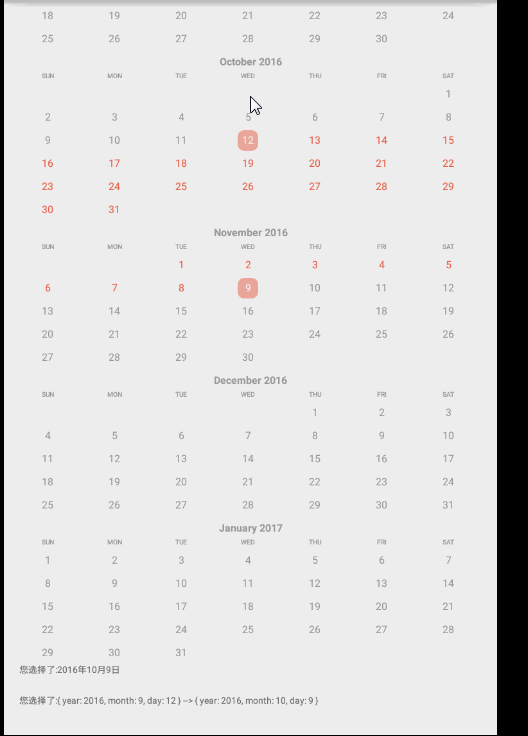 18 19 20 21 22 23 24
25 26 27 28 29 30
October 2016
SUN MON TUE WED THU FRI SAT
1
2 3 4 5 6 7 8
9 10 11 12 13 14 15
16 17 18 19 20 21 22
23 24 25 26 27 28 29
30 31
November 2016
SUN MON TUE WED THU FRI SAT
1 2 3 4 5
6 7 8 9 10 11 12
13 14 15 16 17 18 19
20 21 22 23 24 25 26
27 28 29 30
December 2016
SUN MON TUE WED THU FRI SAT
1 2 3
4 5 6 7 8 9 10
11 12 13 14 15 16 17
18 19 20 21 22 23 24
25 26 27 28 29 30 31
January 2017
SUN MON TUE WED THU FRI SAT
1 2 3 4 5 6 7
8 9 10 11 12 13 14
15 16 17 18 19 20 21
22 23 24 25 26 27 28
29 30 31
您选择了:2016年10月9日
您选择了:{ year: 2016, month: 9, day: 12 } --> { year: 2016, month: 10, day: 9 }